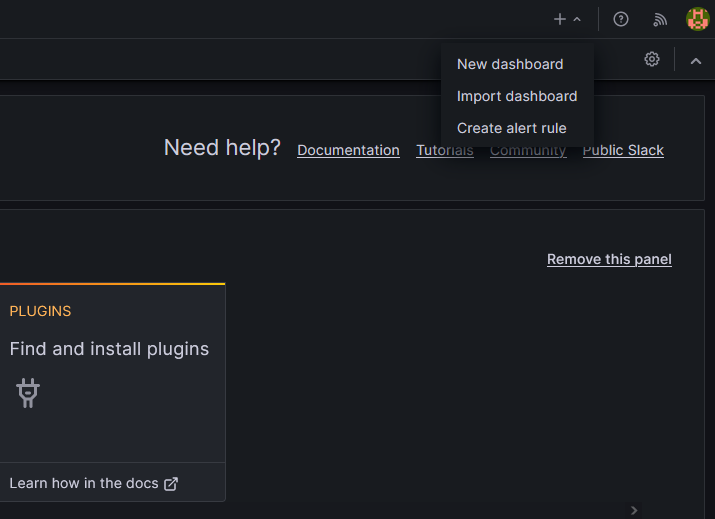 New dashboard
Import dashboard
Create alert rule
Need help? Documentation Tutorials Community Public Slack
Remove this panel
PLUGINS
Find and install plugins
Learn how in the docs